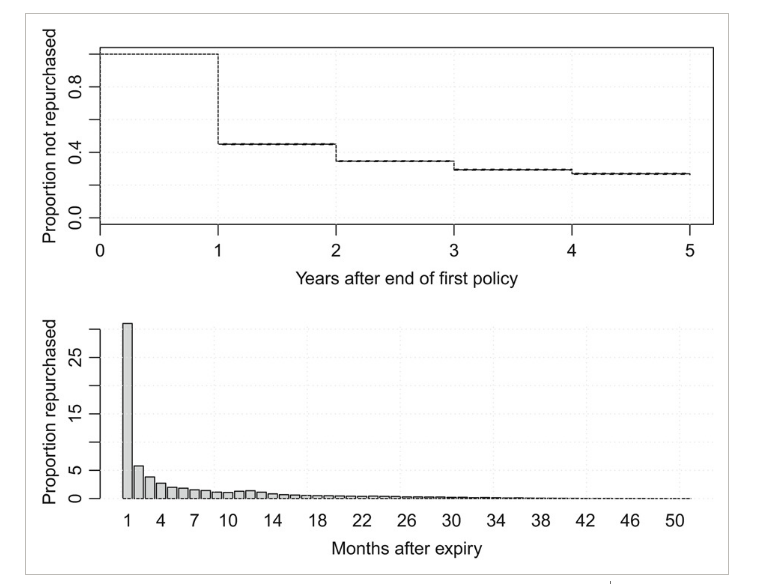 Proportion not repurchased
0.0 0.4 0.8
0 1 2 3 4 5
Years after end of first policy
Proportion repurchased
0 5 15 25
1 4 7 10 14 18 22 26 30 34 38 42 46 50
Months after expiry